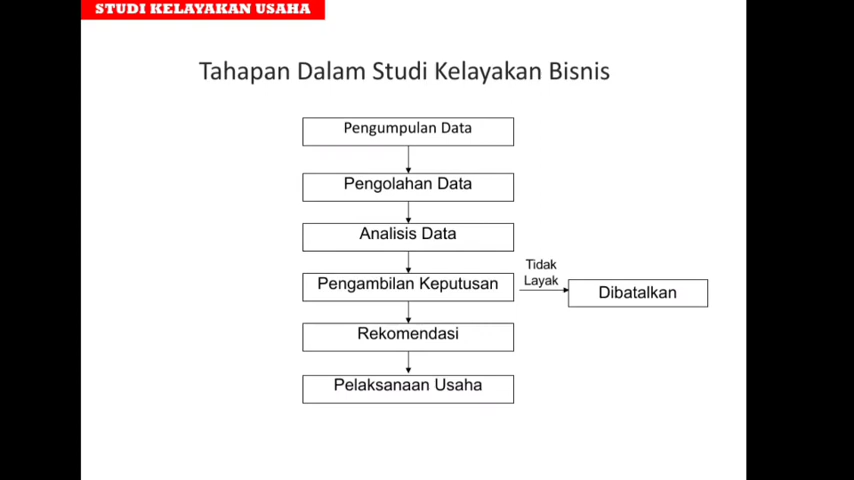 STUDI KELAYAKAN USAHA
Tahapan Dalam Studi Kelayakan Bisnis
Pengumpulan Data
Pengolahan Data
Analisis Data
Pengambilan Keputusan
Tidak
Layak
Dibatalkan
Rekomendasi
Pelaksanaan Usaha